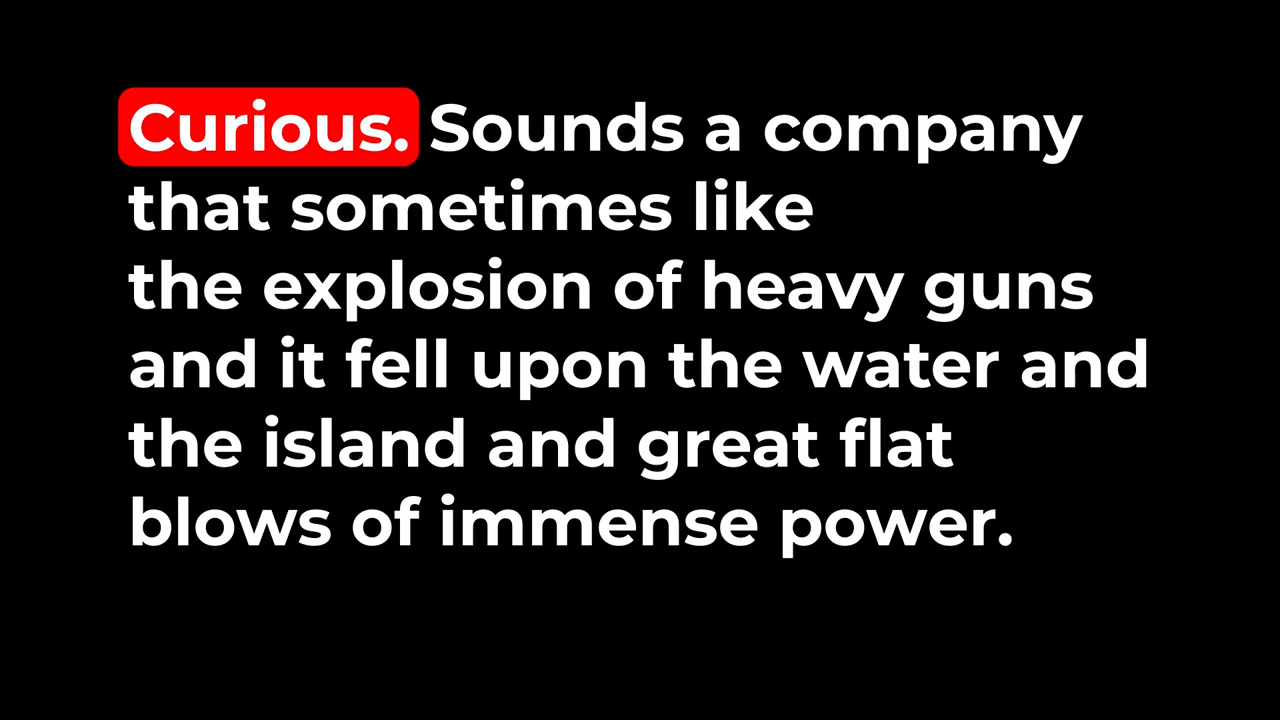 Curious. Sounds a company
that sometimes like
the explosion of heavy guns
and it fell upon the water and
the island and great flat
blows of immense power.